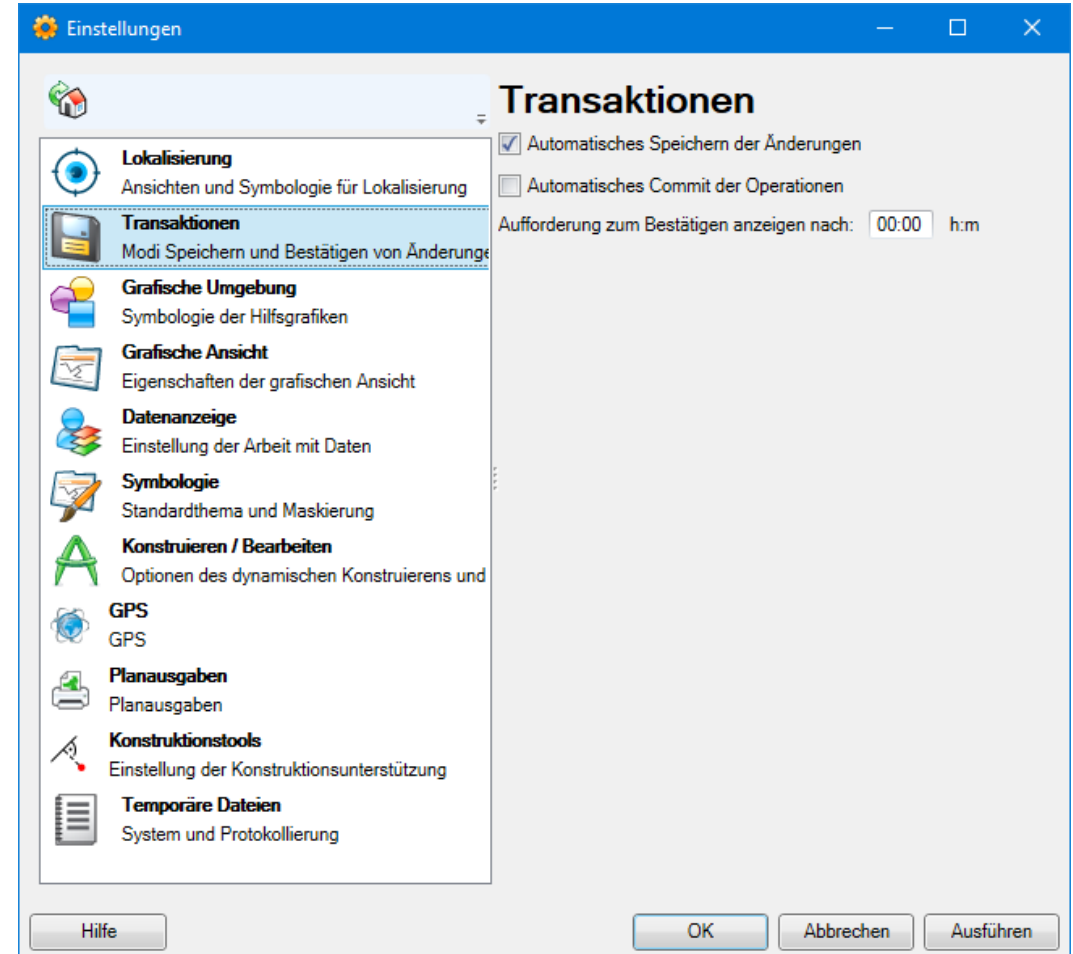 Einstellungen
Lokalisierung
Ansichten und Symbologie für Lokalisierung
Transaktionen
Modi Speichern und Bestätigen von Änderunge
Grafische Umgebung
Symbologie der Hilfsgrafiken
Grafische Ansicht
Eigenschaften der grafischen Ansicht
Datenanzeige
Einstellung der Arbeit mit Daten
Symbologie
Standardthema und Maskierung
Konstruieren / Bearbeiten
Optionen des dynamischen Konstruierens und
GPS
GPS
Planausgaben
Planausgaben
Konstruktionstools
Einstellung der Konstruktionsunterstützung
Temporäre Dateien
System und Protokollierung
Transaktionen
Automatisches Speichern der Änderungen
Automatisches Commit der Operationen
Aufforderung zum Bestätigen anzeigen nach: 00:00 h:m
Hilfe OK Abbrechen Ausführen